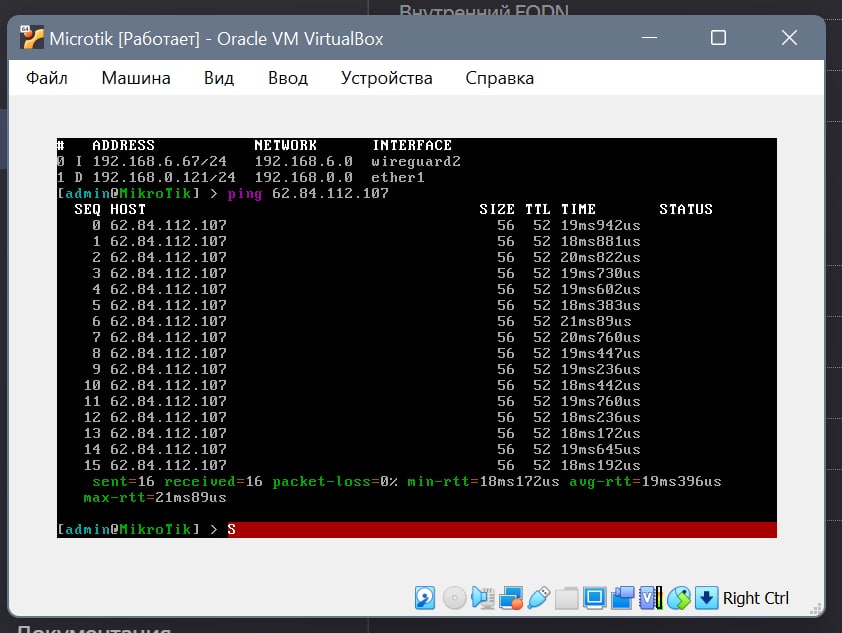 Внутренний FQDN
Microtik [Работает] - Oracle VM VirtualBox
Файл Машина Вид Ввод Устройства Справка
# ADDRESS NETWORK INTERFACE
0 I 192.168.6.67/24 192.168.6.0 wireguard2
1 D 192.168.0.121/24 192.168.0.0 ether1
[admin@MikroTik] > ping 62.84.112.107
SEQ HOST SIZE TTL TIME STATUS
0 62.84.112.107 56 52 19ms942us
1 62.84.112.107 56 52 18ms881us
2 62.84.112.107 56 52 20ms822us
3 62.84.112.107 56 52 19ms730us
4 62.84.112.107 56 52 19ms602us
5 62.84.112.107 56 52 18ms383us
6 62.84.112.107 56 52 21ms89us
7 62.84.112.107 56 52 20ms760us
8 62.84.112.107 56 52 19ms447us
9 62.84.112.107 56 52 19ms236us
10 62.84.112.107 56 52 18ms442us
11 62.84.112.107 56 52 19ms760us
12 62.84.112.107 56 52 18ms236us
13 62.84.112.107 56 52 18ms172us
14 62.84.112.107 56 52 19ms645us
15 62.84.112.107 56 52 18ms192us
sent=16 received=16 packet-loss=0% min-rtt=18ms172us avg-rtt=19ms396us
max-rtt=21ms89us
[admin@MikroTik] > S
Right Ctrl
Документация